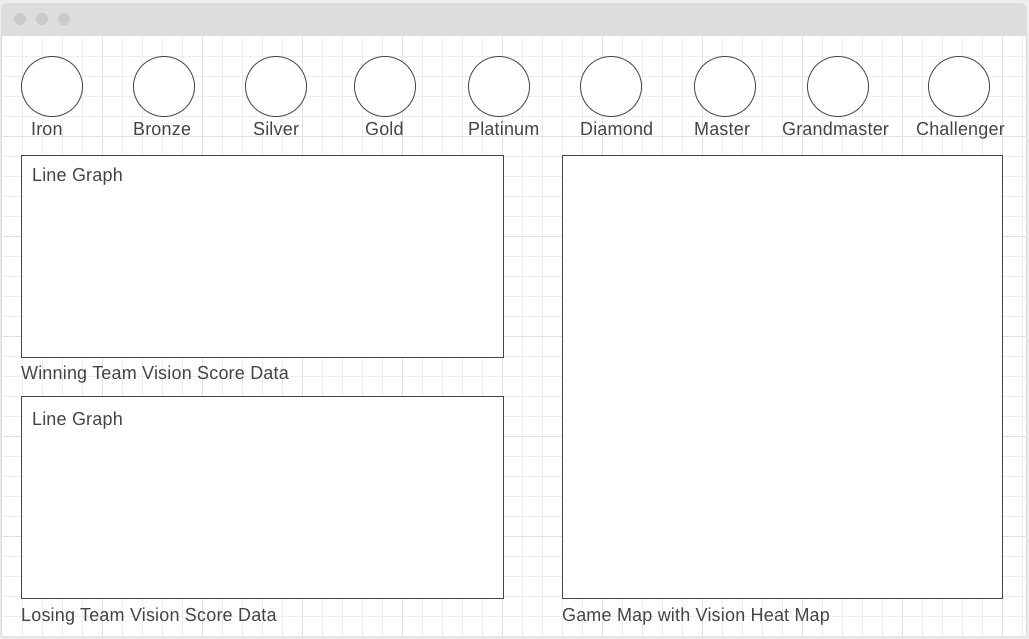 Iron
Bronze
Silver
Gold
Platinum
Diamond
Master
Grandmaster
Challenger
Line Graph
Winning Team Vision Score Data
Line Graph
Losing Team Vision Score Data
Game Map with Vision Heat Map